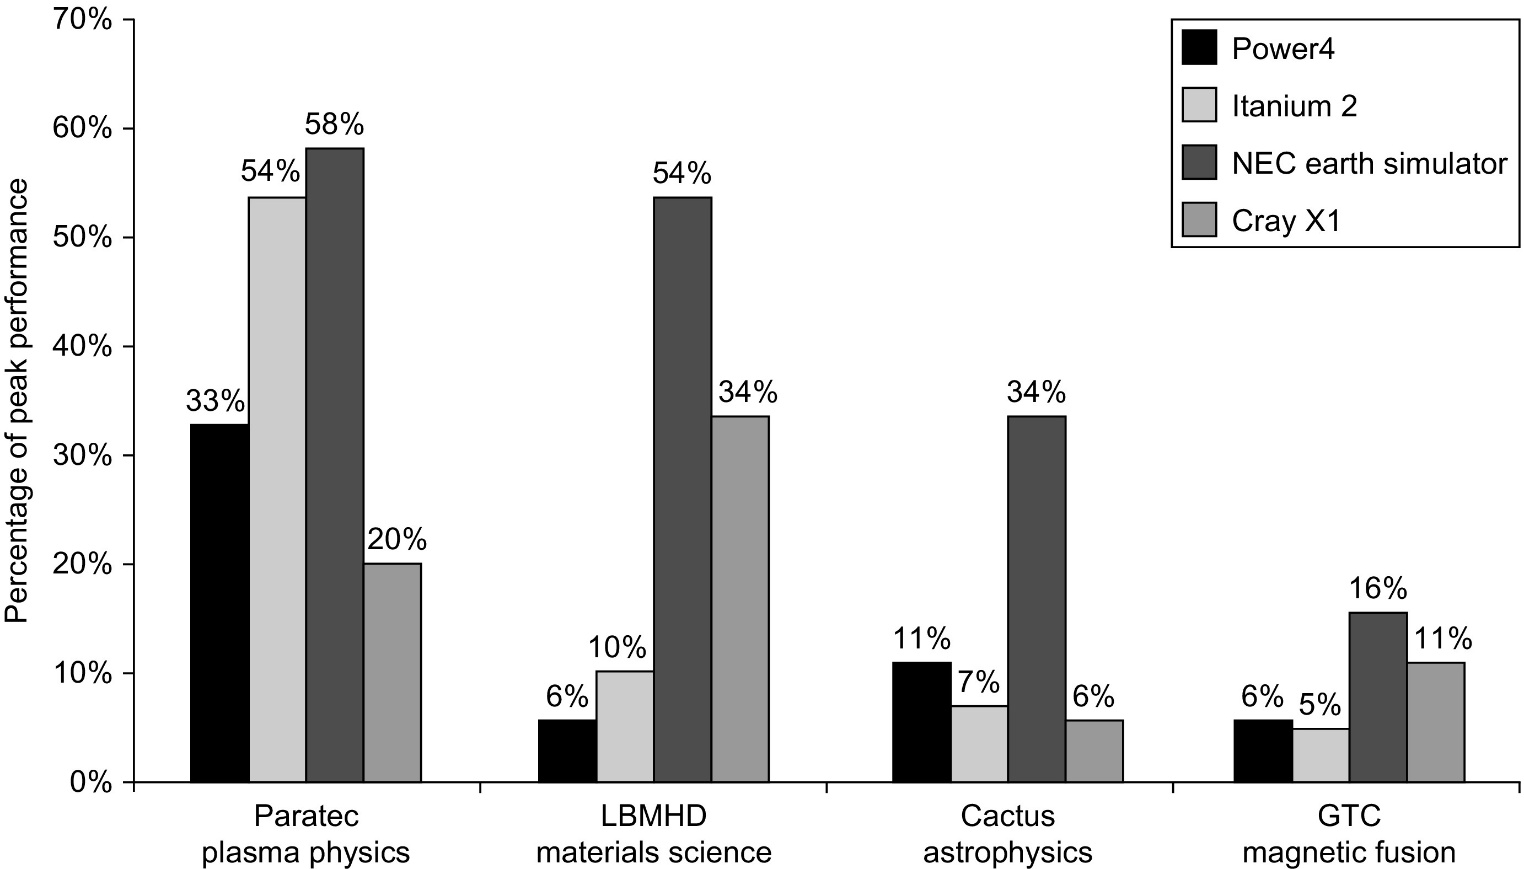 Percentage of peak performance
70%
60%
50%
40%
30%
20%
10%
0%
33%
54%
58%
20%
6%
10%
54%
34%
11%
7%
34%
6%
6%
5%
16%
11%
Paratec
plasma physics
LBMHD
materials science
Cactus
astrophysics
GTC
magnetic fusion
Power4
Itanium 2
NEC earth simulator
Cray X1